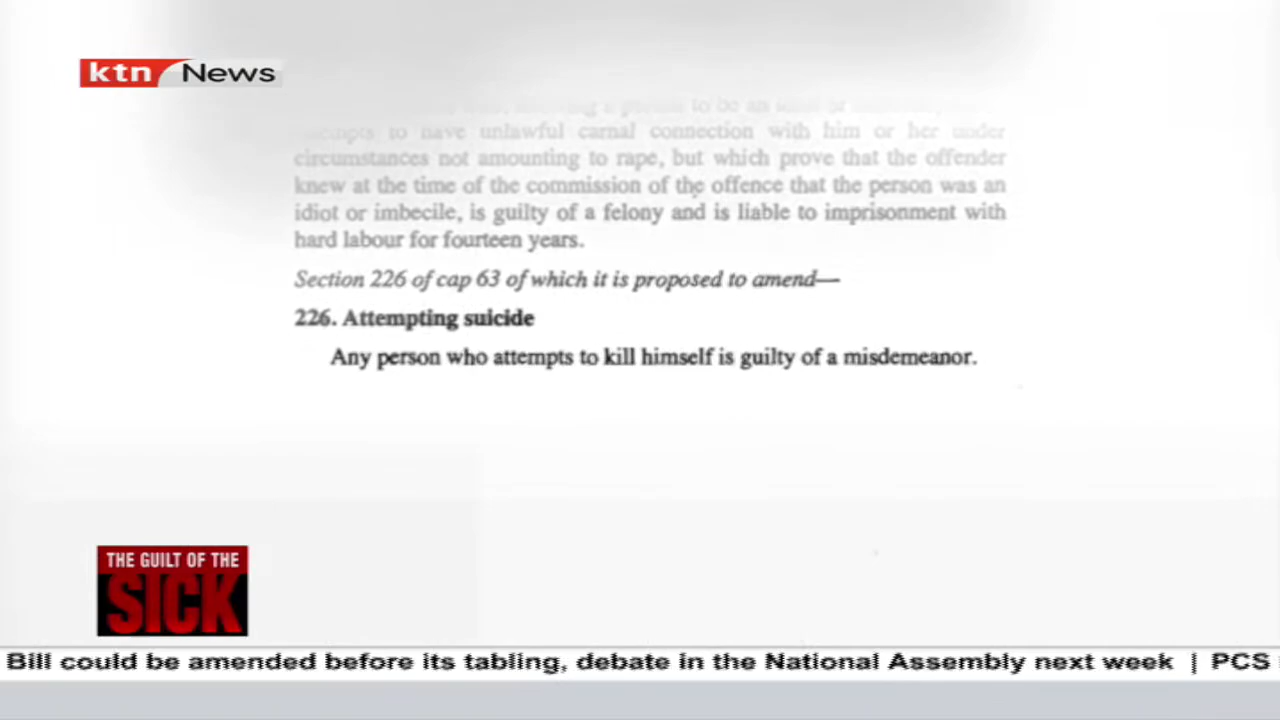 ktn News
a person to be an
to have unlawful carnal connection with him or her under
circumstances not amounting to rape, but which prove that the offender
knew at the time of the commission of the offence that the person was an
idiot or imbecile, is guilty of a felony and is liable to imprisonment with
hard labour for fourteen years.
Section 226 of cap 63 of which it is proposed to amend—
226. Attempting suicide
Any person who attempts to kill himself is guilty of a misdemeanor.
THE GUILT OF THE
SICK
Bill could be amended before its tabling, debate in the National Assembly next week | PCS